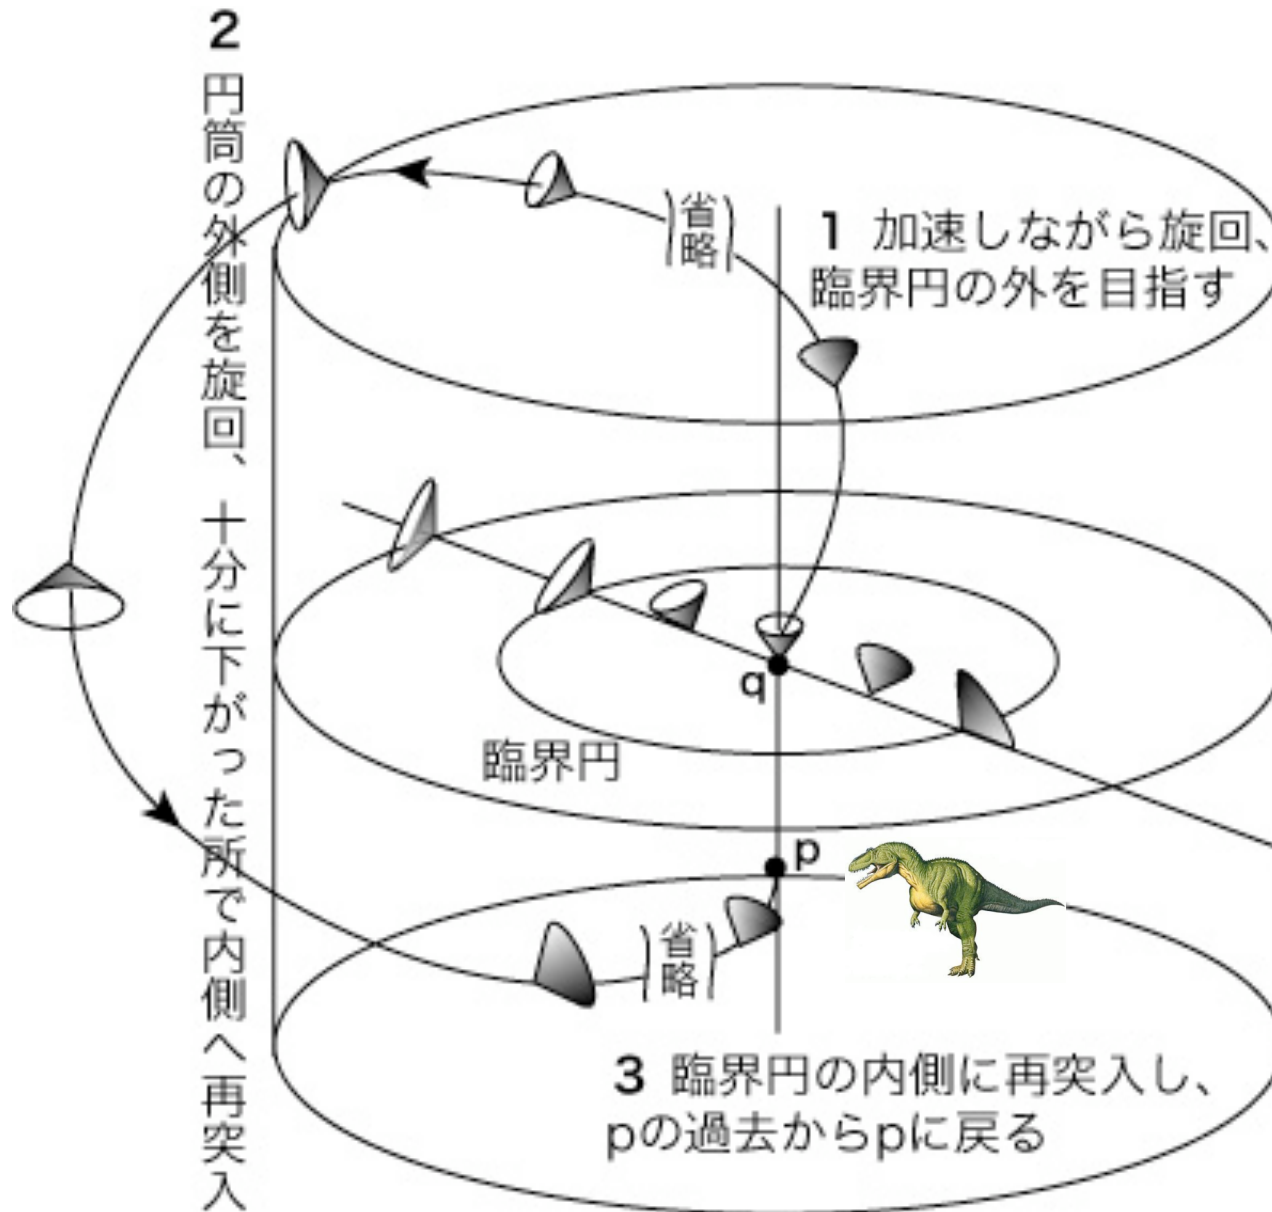 2
円筒の外側を旋回、十分に下がった所で内側へ再突入
省略
1 加速しながら旋回、
臨界円の外を目指す
q
臨界円
p
省略
3 臨界円の内側に再突入し、
pの過去からpに戻る